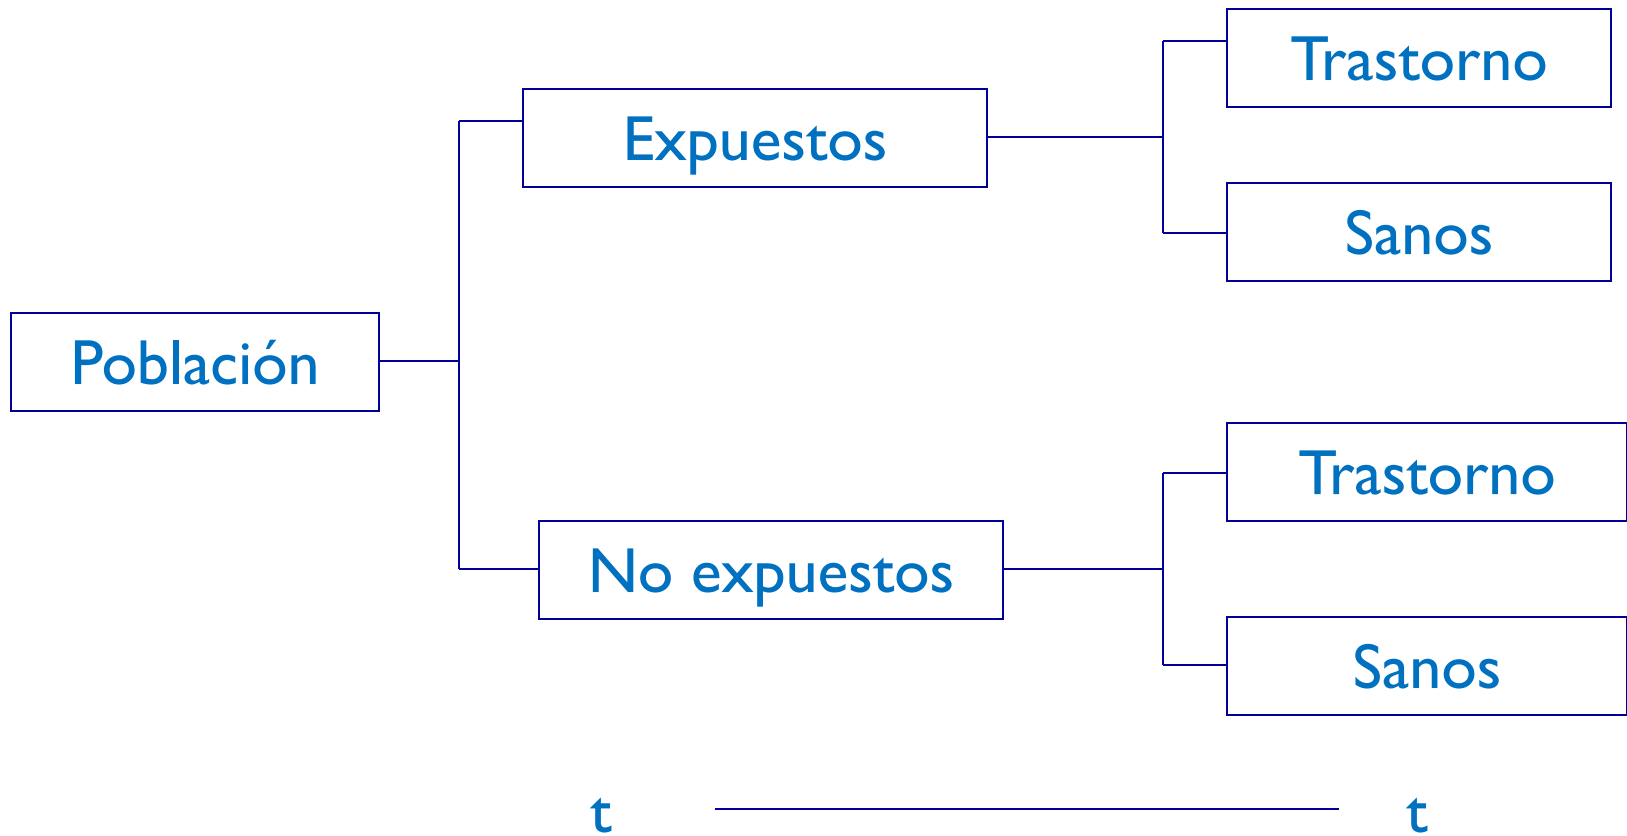 Trastorno
Expuestos
Sanos
Población
Trastorno
No expuestos
Sanos
t t